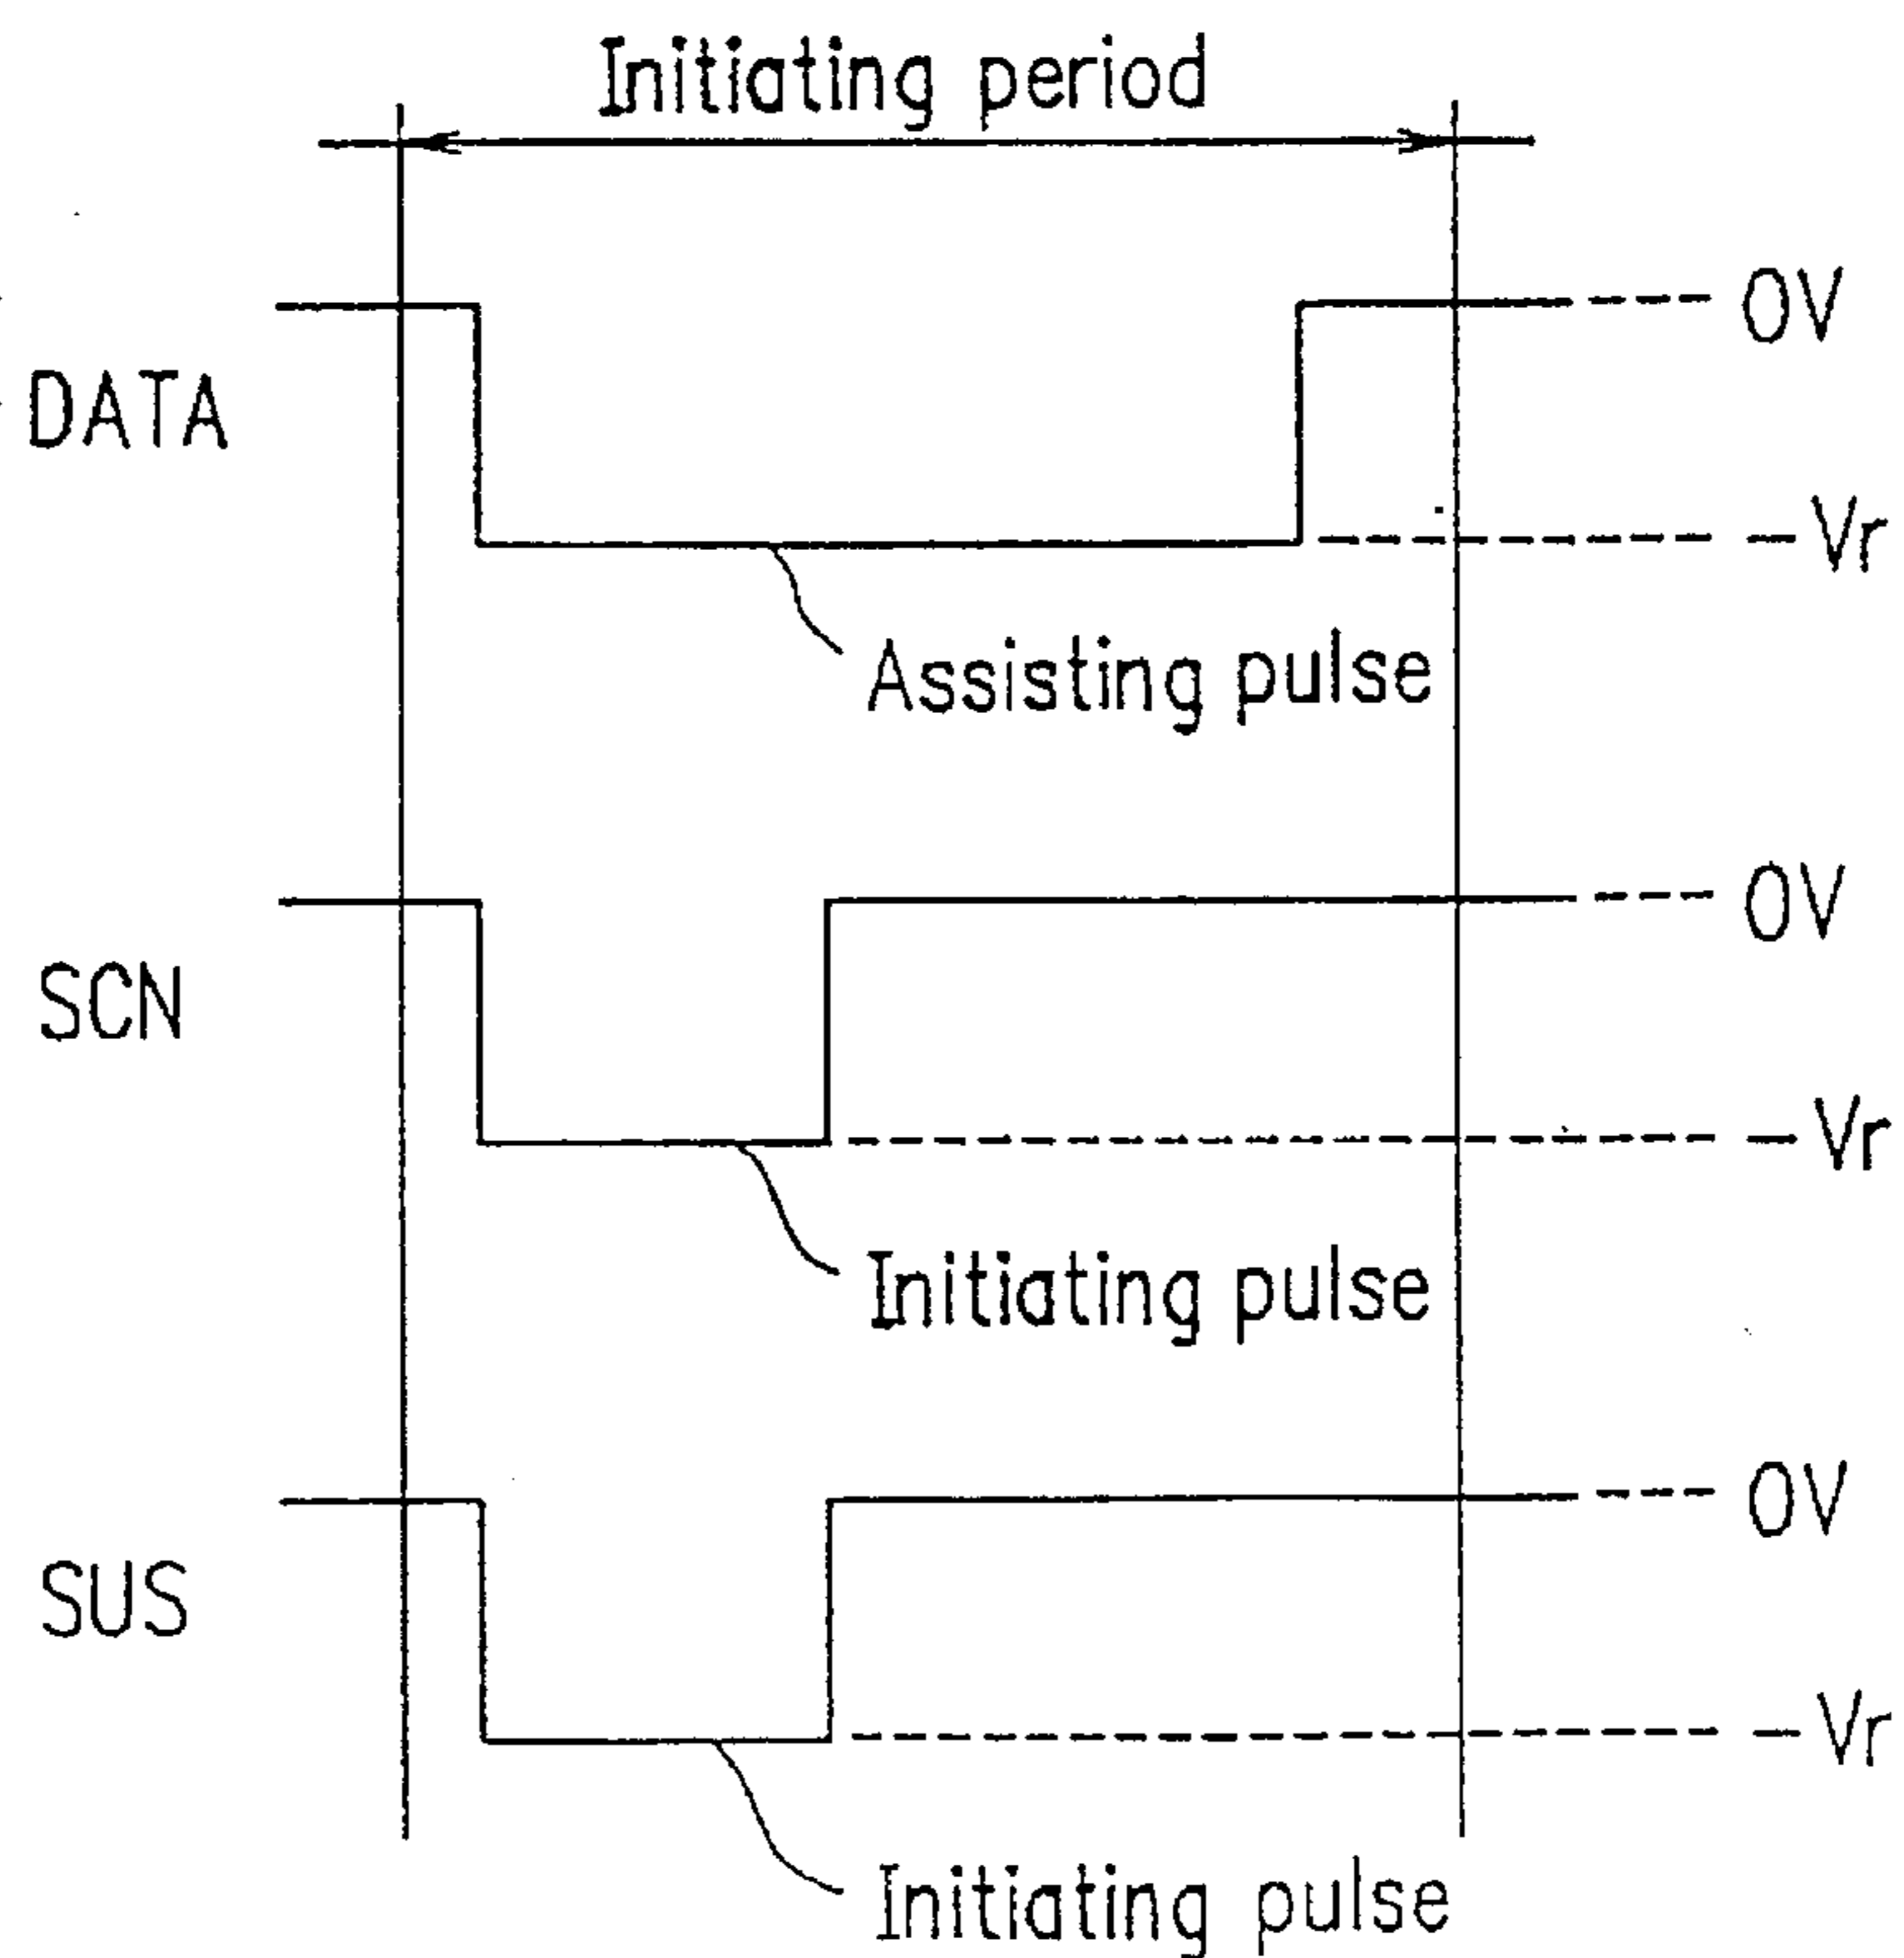 Initiating period
0V
DATA
-Vr
Assisting pulse
0V
SCN
-Vr
Initiating pulse
0V
SUS
-Vr
Initiating pulse